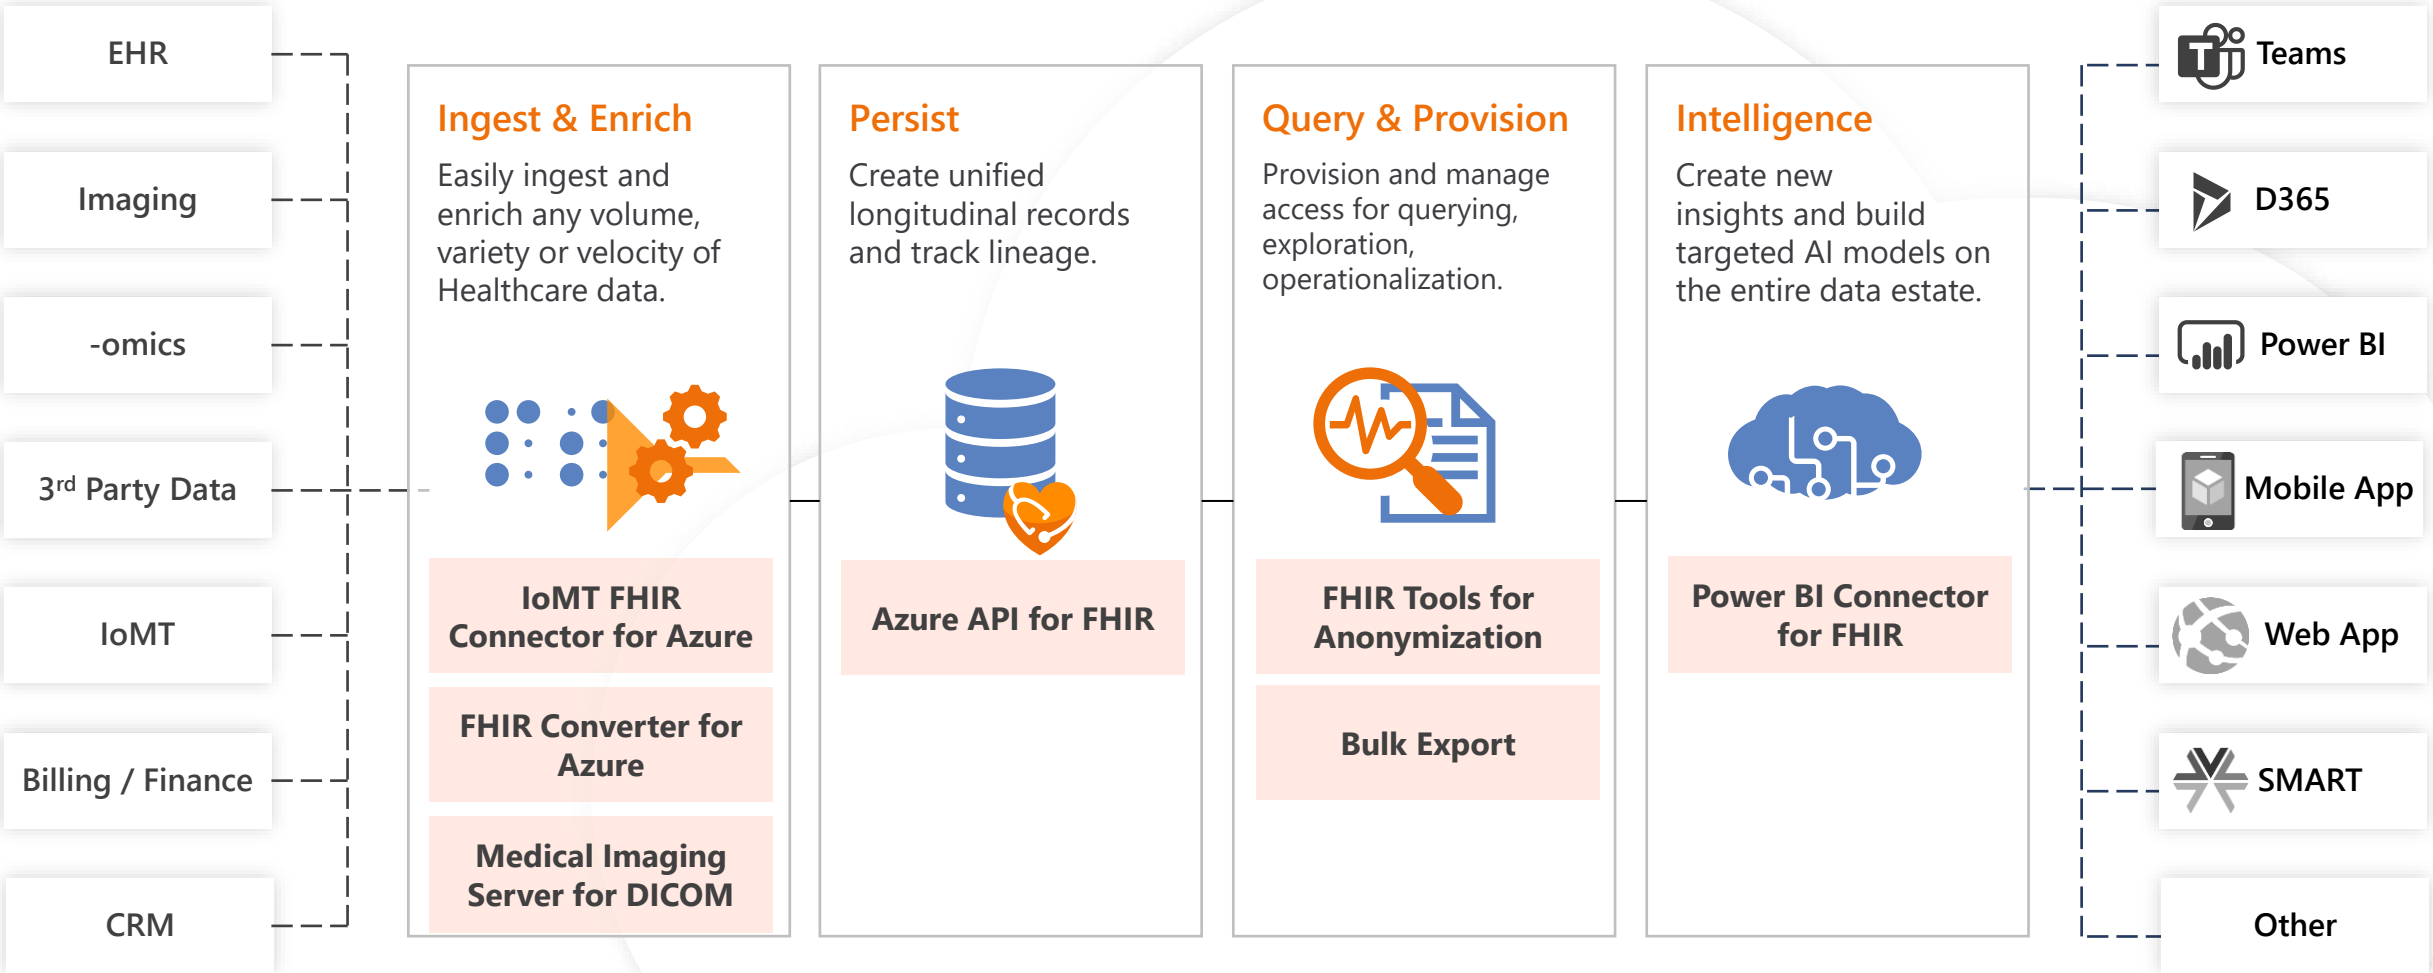 EHR
Imaging
-omics
3rd Party Data
IoMT
Billing / Finance
CRM
Ingest & Enrich
Easily ingest and
enrich any volume,
variety or velocity of
Healthcare data.
IoMT FHIR
Connector for Azure
FHIR Converter for
Azure
Medical Imaging
Server for DICOM
Persist
Create unified
longitudinal records
and track lineage.
Azure API for FHIR
Query & Provision
Provision and manage
access for querying,
exploration,
operationalization.
FHIR Tools for
Anonymization
Bulk Export
Intelligence
Create new
insights and build
targeted AI models on
the entire data estate.
Power BI Connector
for FHIR
Teams
D365
Power BI
Mobile App
Web App
SMART
Other